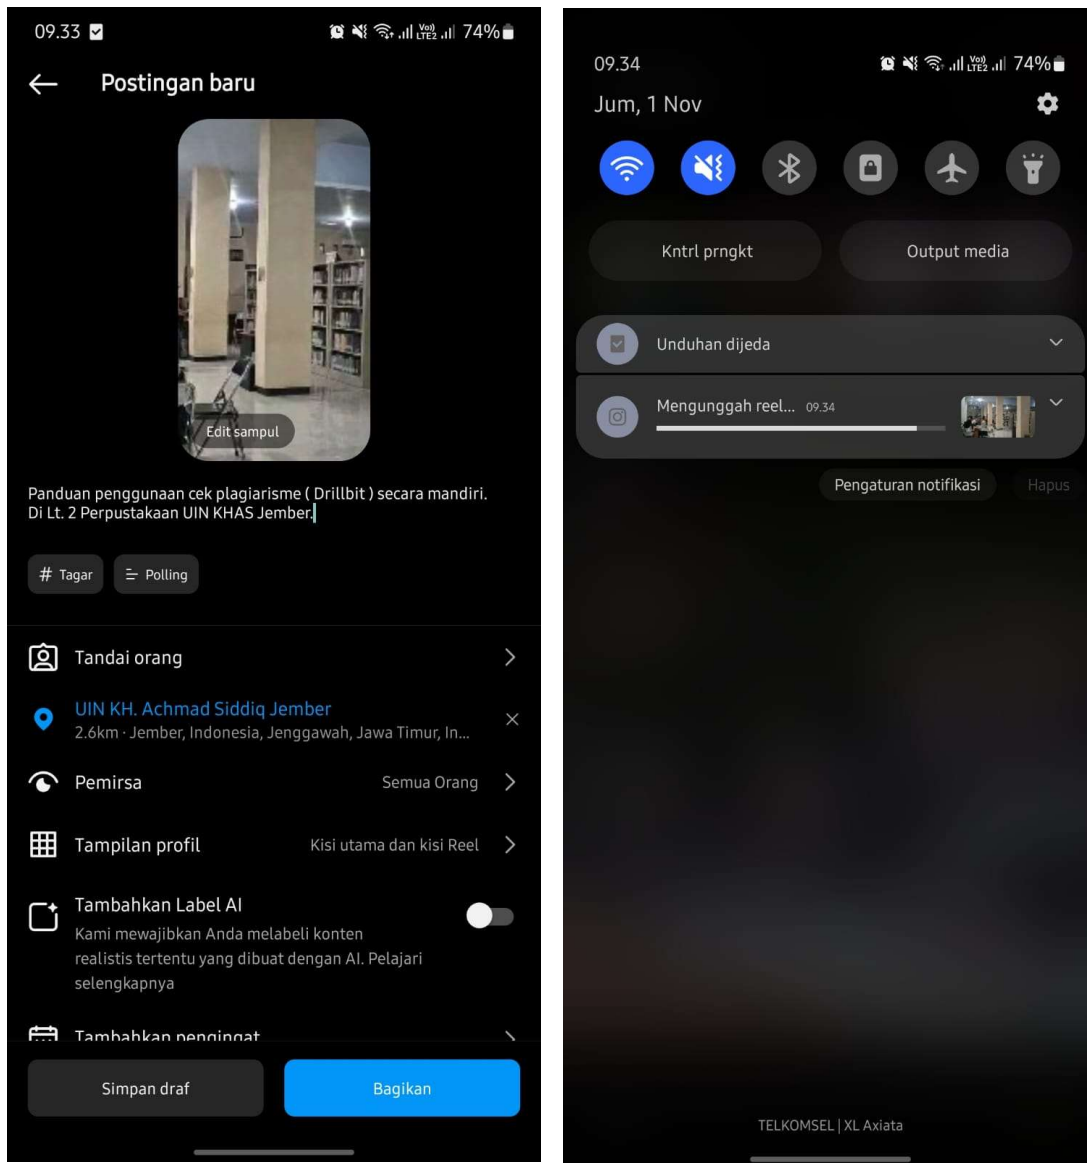 09.33
Vo))
LTE2
74%
Postingan baru
Edit sampul
Panduan penggunaan cek plagiarisme ( Drillbit ) secara mandiri.
Di Lt. 2 Perpustakaan UIN KHAS Jember.
# Tagar
Polling
Tandai orang
UIN KH. Achmad Siddiq Jember
2.6km · Jember, Indonesia, Jenggawah, Jawa Timur, In...
Pemirsa
Semua Orang
Tampilan profil
Kisi utama dan kisi Reel
Tambahkan Label AI
Kami mewajibkan Anda melabeli konten
realistis tertentu yang dibuat dengan AI. Pelajari
selengkapnya
Tambahkan pengingat
Simpan draf
Bagikan
09.34
Vo))
LTE2
74%
Jum, 1 Nov
Kntrl prngkt
Output media
Unduhan dijeda
Mengunggah reel... 09.34
Pengaturan notifikasi
Hapus
TELKOMSEL | XL Axiata